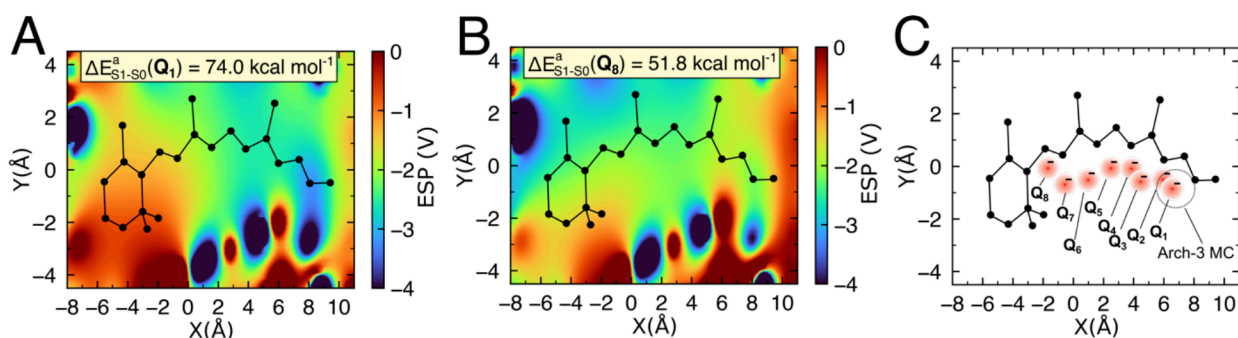 A
ΔE^a_S1-S0(Q1) = 74.0 kcal mol-1
Y(Å)
4
2
0
−2
−4
−8 −6 −4 −2 0 2 4 6 8 10
X(Å)
0
−1
−2
−3
−4
ESP (V)
B
ΔE^a_S1-S0(Q8) = 51.8 kcal mol-1
Y(Å)
4
2
0
−2
−4
−8 −6 −4 −2 0 2 4 6 8 10
X(Å)
0
−1
−2
−3
−4
ESP (V)
C
Y(Å)
4
2
0
−2
−4
−8 −6 −4 −2 0 2 4 6 8 10
X(Å)
Q8
Q7
Q6
Q5
Q4
Q3
Q2
Q1
Arch-3 MC